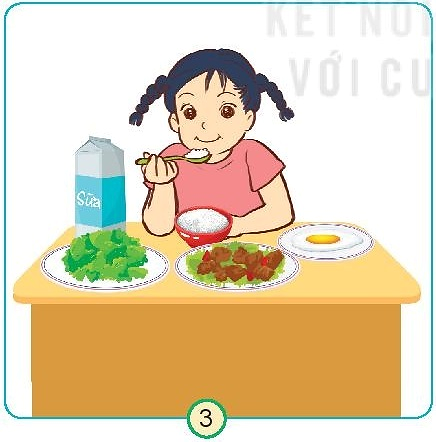 KẾT NỐI
VỚI CU
Sữa
3